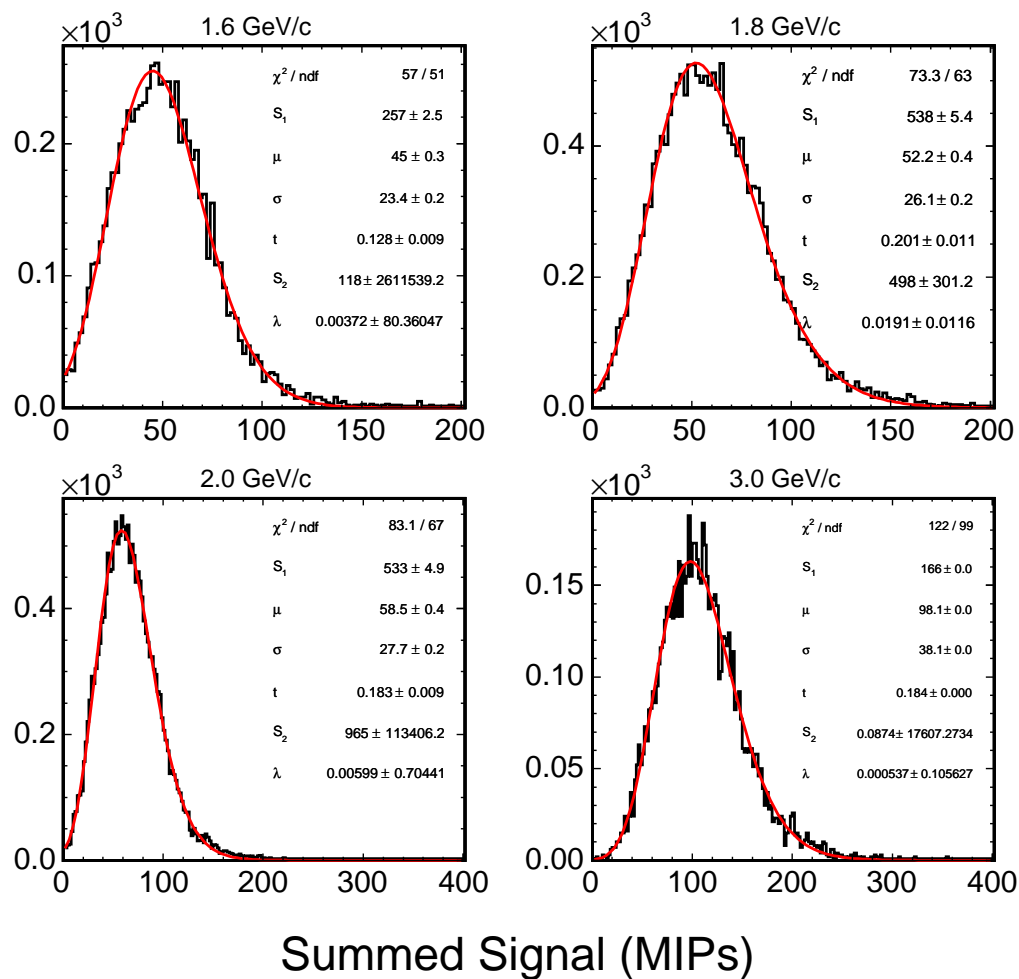 ×10³ 1.6 GeV/c
χ² / ndf 57 / 51
S₁ 257 ± 2.5
μ 45 ± 0.3
σ 23.4 ± 0.2
t 0.128 ± 0.009
S₂ 118 ± 2611539.2
λ 0.00372 ± 80.36047
0.2
0.1
0.0
0 50 100 150 200
×10³ 1.8 GeV/c
χ² / ndf 73.3 / 63
S₁ 538 ± 5.4
μ 52.2 ± 0.4
σ 26.1 ± 0.2
t 0.201 ± 0.011
S₂ 498 ± 301.2
λ 0.0191 ± 0.0116
0.4
0.2
0.0
0 50 100 150 200
×10³ 2.0 GeV/c
χ² / ndf 83.1 / 67
S₁ 533 ± 4.9
μ 58.5 ± 0.4
σ 27.7 ± 0.2
t 0.183 ± 0.009
S₂ 965 ± 113406.2
λ 0.00599 ± 0.70441
0.4
0.2
0.0
0 100 200 300 400
×10³ 3.0 GeV/c
χ² / ndf 122 / 99
S₁ 166 ± 0.0
μ 98.1 ± 0.0
σ 38.1 ± 0.0
t 0.184 ± 0.000
S₂ 0.0874 ± 17607.2734
λ 0.000537 ± 0.105627
0.15
0.10
0.05
0.00
0 100 200 300 400
Summed Signal (MIPs)